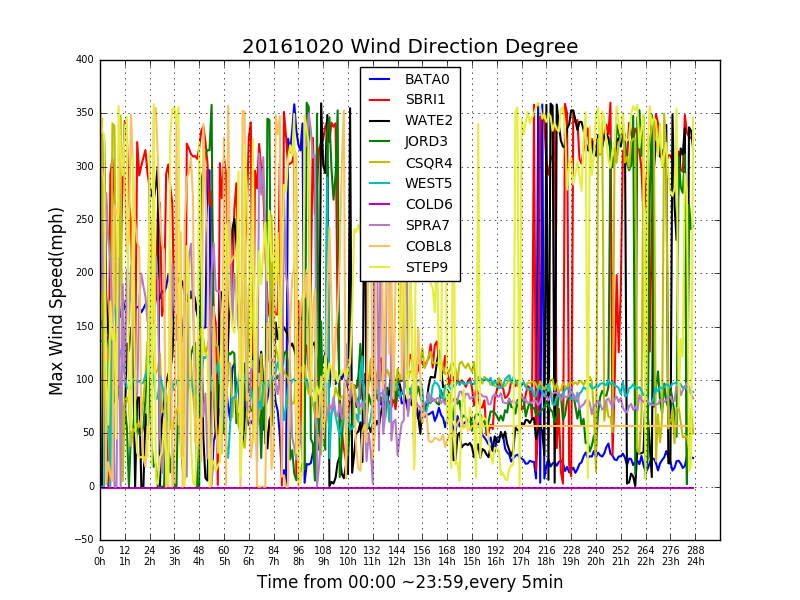 20161020 Wind Direction Degree
Max Wind Speed(mph)
400
350
300
250
200
150
100
50
0
−50
BATA0
SBRI1
WATE2
JORD3
CSQR4
WEST5
COLD6
SPRA7
COBL8
STEP9
0 12 24 36 48 60 72 84 96 108 120 132 144 156 168 180 192 204 216 228 240 252 264 276 288
0h 1h 2h 3h 4h 5h 6h 7h 8h 9h 10h 11h 12h 13h 14h 15h 16h 17h 18h 19h 20h 21h 22h 23h 24h
Time from 00:00 ~23:59,every 5min